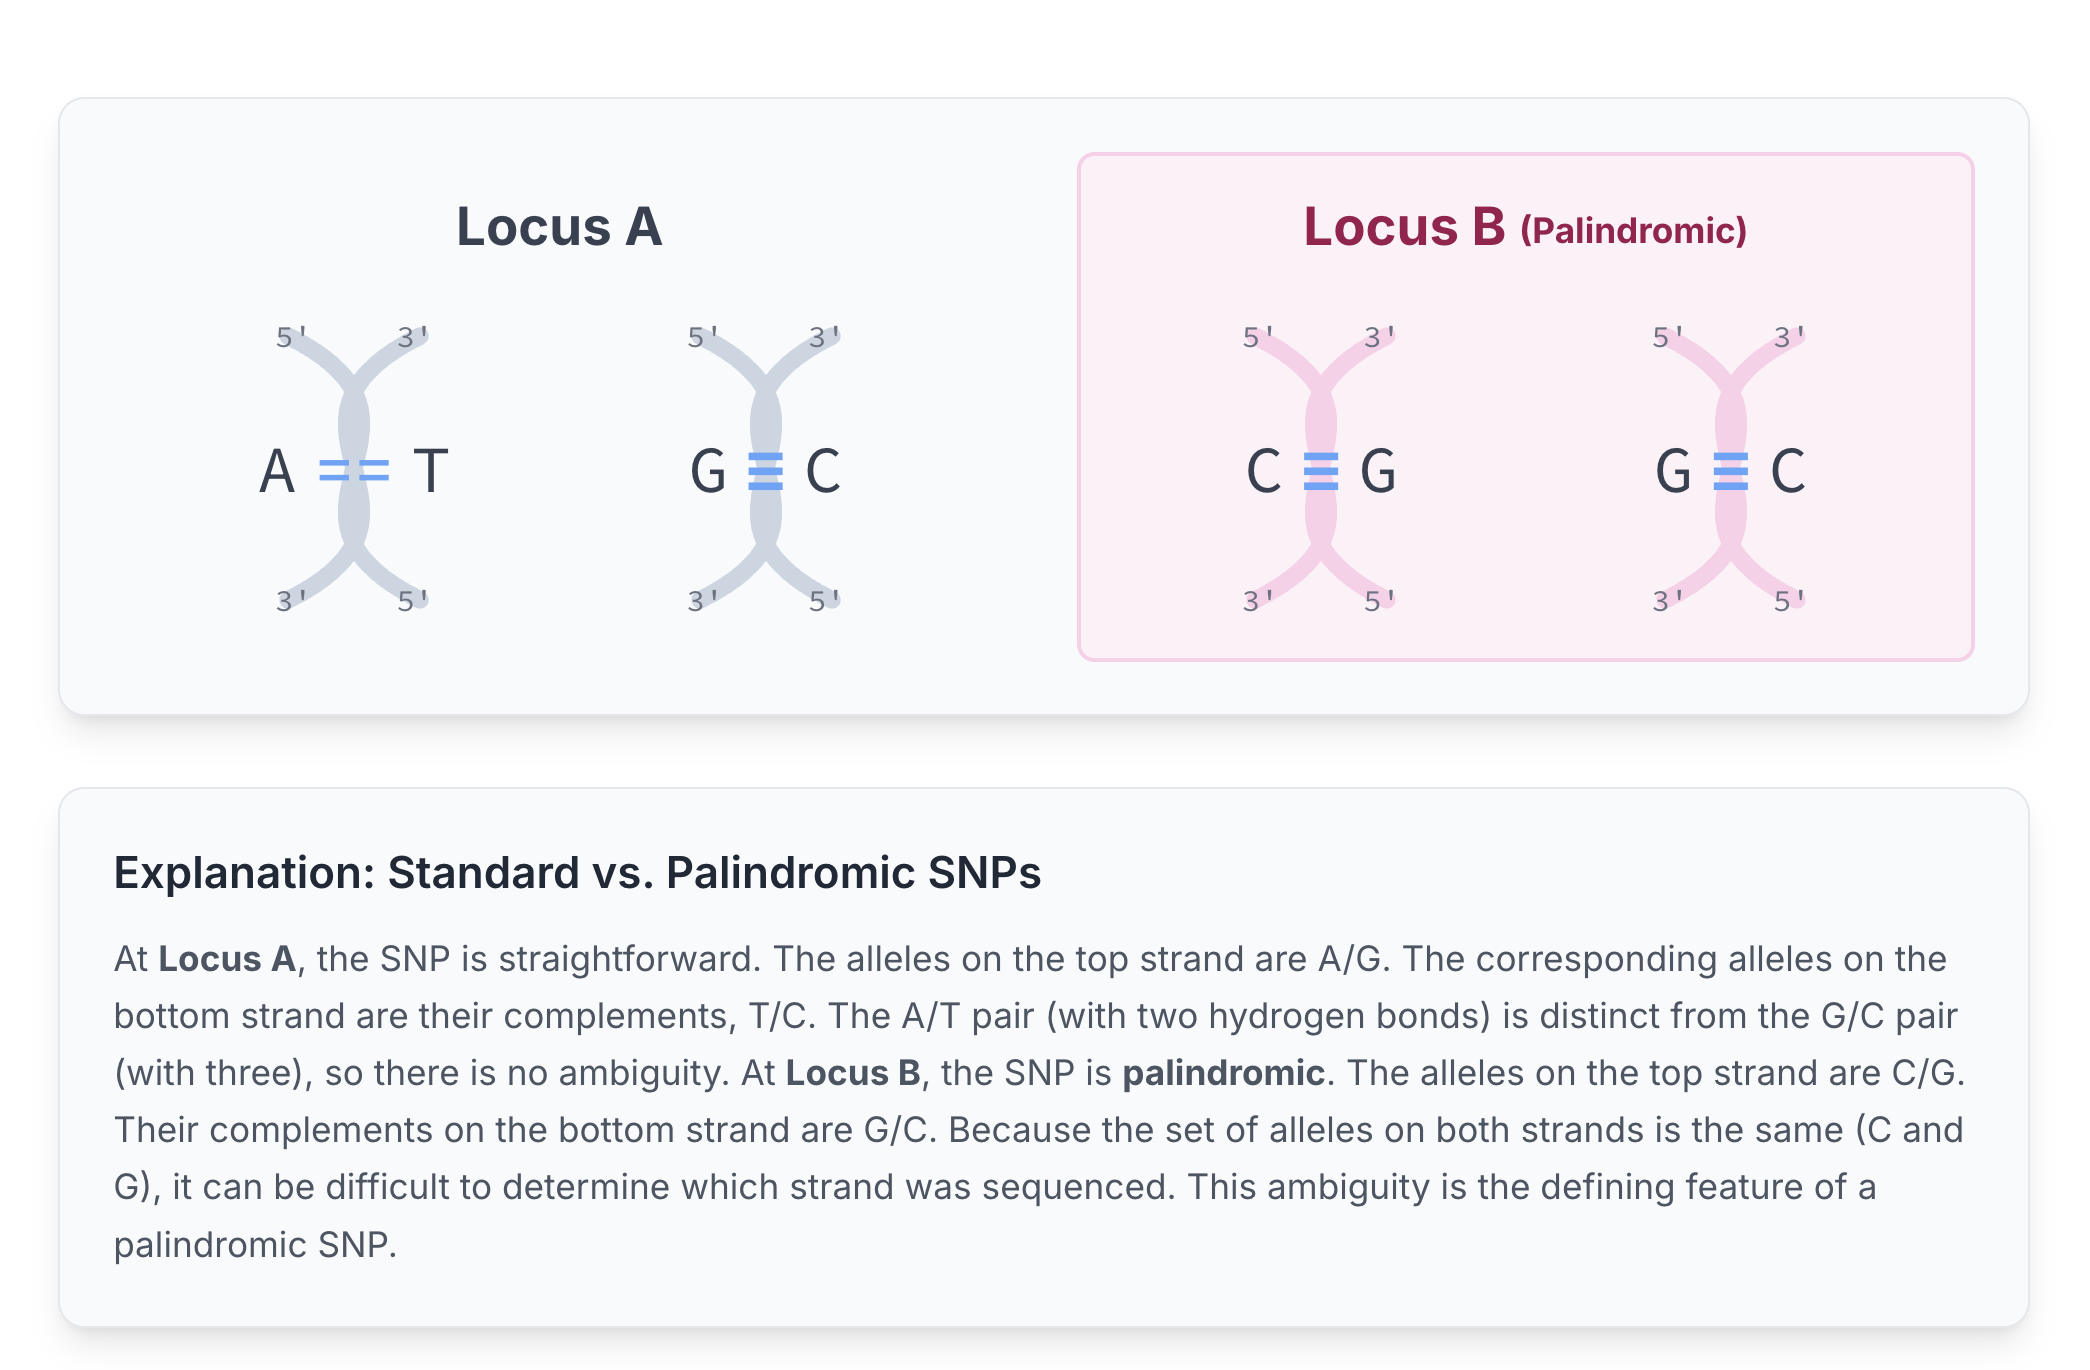 Locus A
Locus B (Palindromic)
5' 3' 5' 3' 5' 3' 5' 3'
A T G C C G G C
3' 5' 3' 5' 3' 5' 3' 5'
Explanation: Standard vs. Palindromic SNPs
At Locus A, the SNP is straightforward. The alleles on the top strand are A/G. The corresponding alleles on the
bottom strand are their complements, T/C. The A/T pair (with two hydrogen bonds) is distinct from the G/C pair
(with three), so there is no ambiguity. At Locus B, the SNP is palindromic. The alleles on the top strand are C/G.
Their complements on the bottom strand are G/C. Because the set of alleles on both strands is the same (C and
G), it can be difficult to determine which strand was sequenced. This ambiguity is the defining feature of a
palindromic SNP.